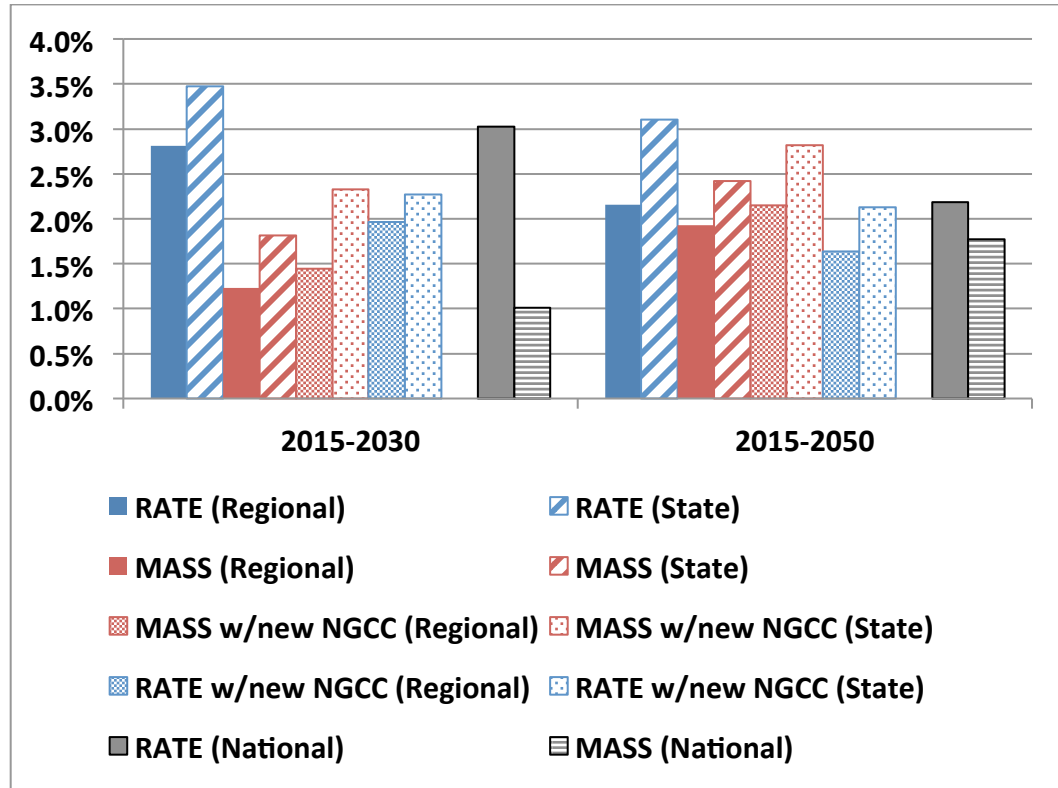 4.0%
3.5%
3.0%
2.5%
2.0%
1.5%
1.0%
0.5%
0.0%
2015-2030 2015-2050
RATE (Regional) RATE (State)
MASS (Regional) MASS (State)
MASS w/new NGCC (Regional) MASS w/new NGCC (State)
RATE w/new NGCC (Regional) RATE w/new NGCC (State)
RATE (National) MASS (National)